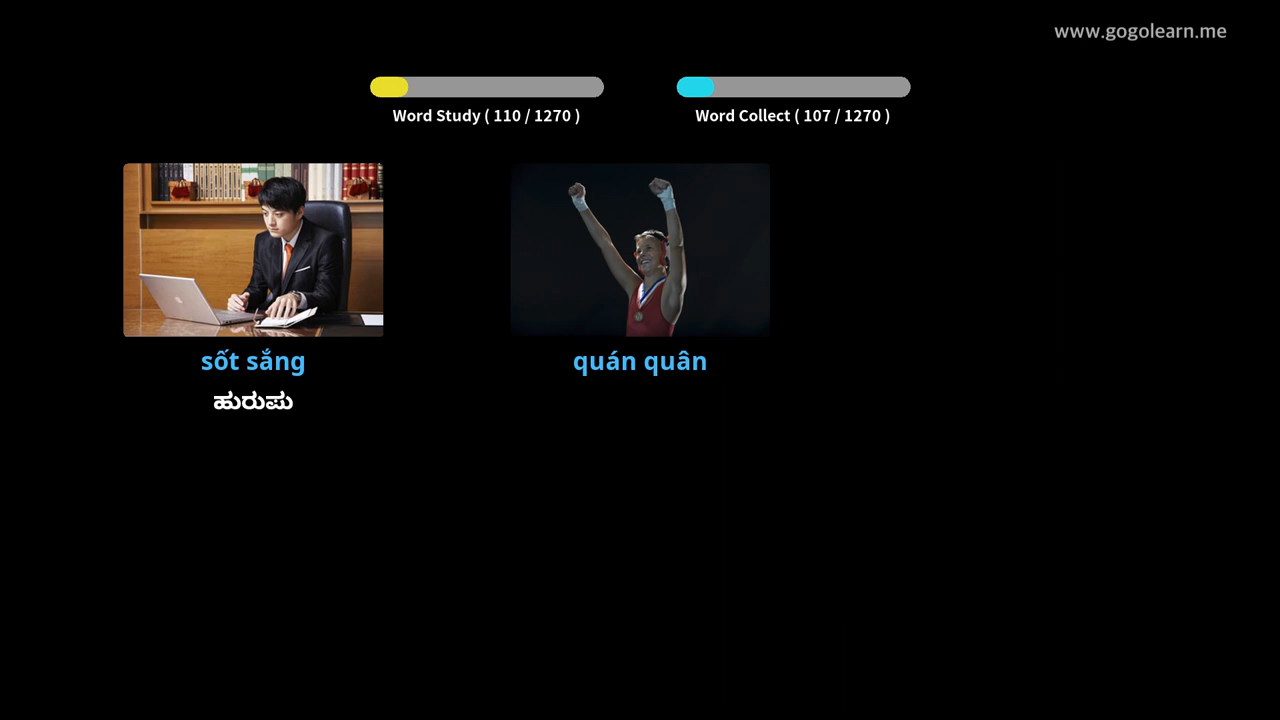 www.gogolearn.me
Word Study ( 110 / 1270 )
Word Collect ( 107 / 1270 )
sốt sắng
quán quân
ಹುರುಪು